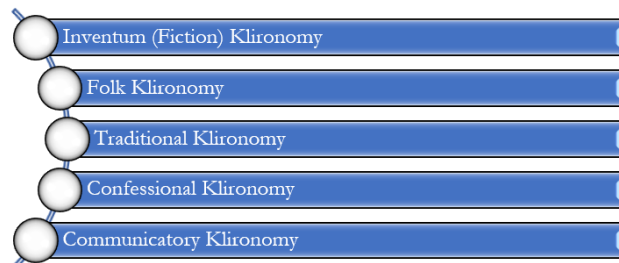 Inventum (Fiction) Klironomy
Folk Klironomy
Traditional Klironomy
Confessional Klironomy
Communicatory Klironomy